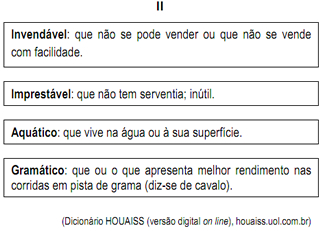 II
Invendável: que não se pode vender ou que não se vende
com facilidade.
Imprestável: que não tem serventia; inútil.
Aquático: que vive na água ou à sua superfície.
Gramático: que ou o que apresenta melhor rendimento nas
corridas em pista de grama (diz-se de cavalo).
(Dicionário HOUAISS (versão digital on line), houaiss.uol.com.br)